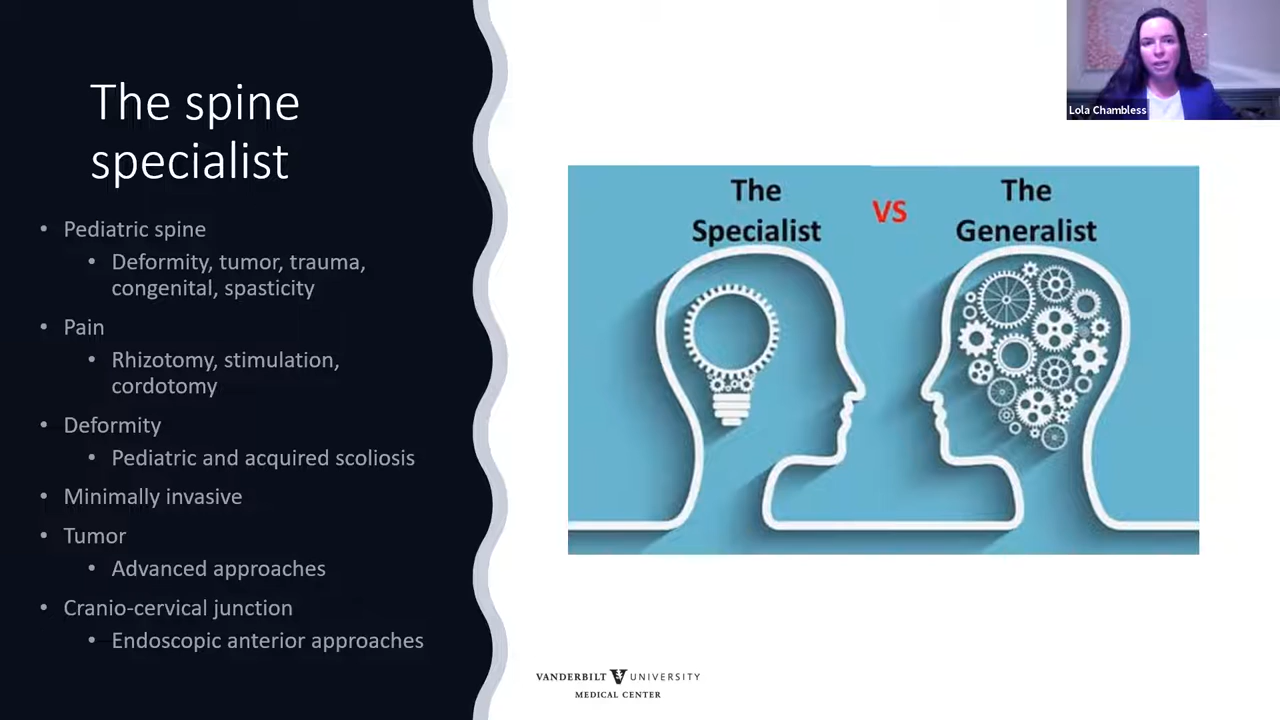 The spine
specialist
• Pediatric spine
• Deformity, tumor, trauma,
congenital, spasticity
• Pain
• Rhizotomy, stimulation,
cordotomy
• Deformity
• Pediatric and acquired scoliosis
• Minimally invasive
• Tumor
• Advanced approaches
• Cranio-cervical junction
• Endoscopic anterior approaches
The
Specialist
VS
The
Generalist
Lola Chambless
VANDERBILT UNIVERSITY
MEDICAL CENTER